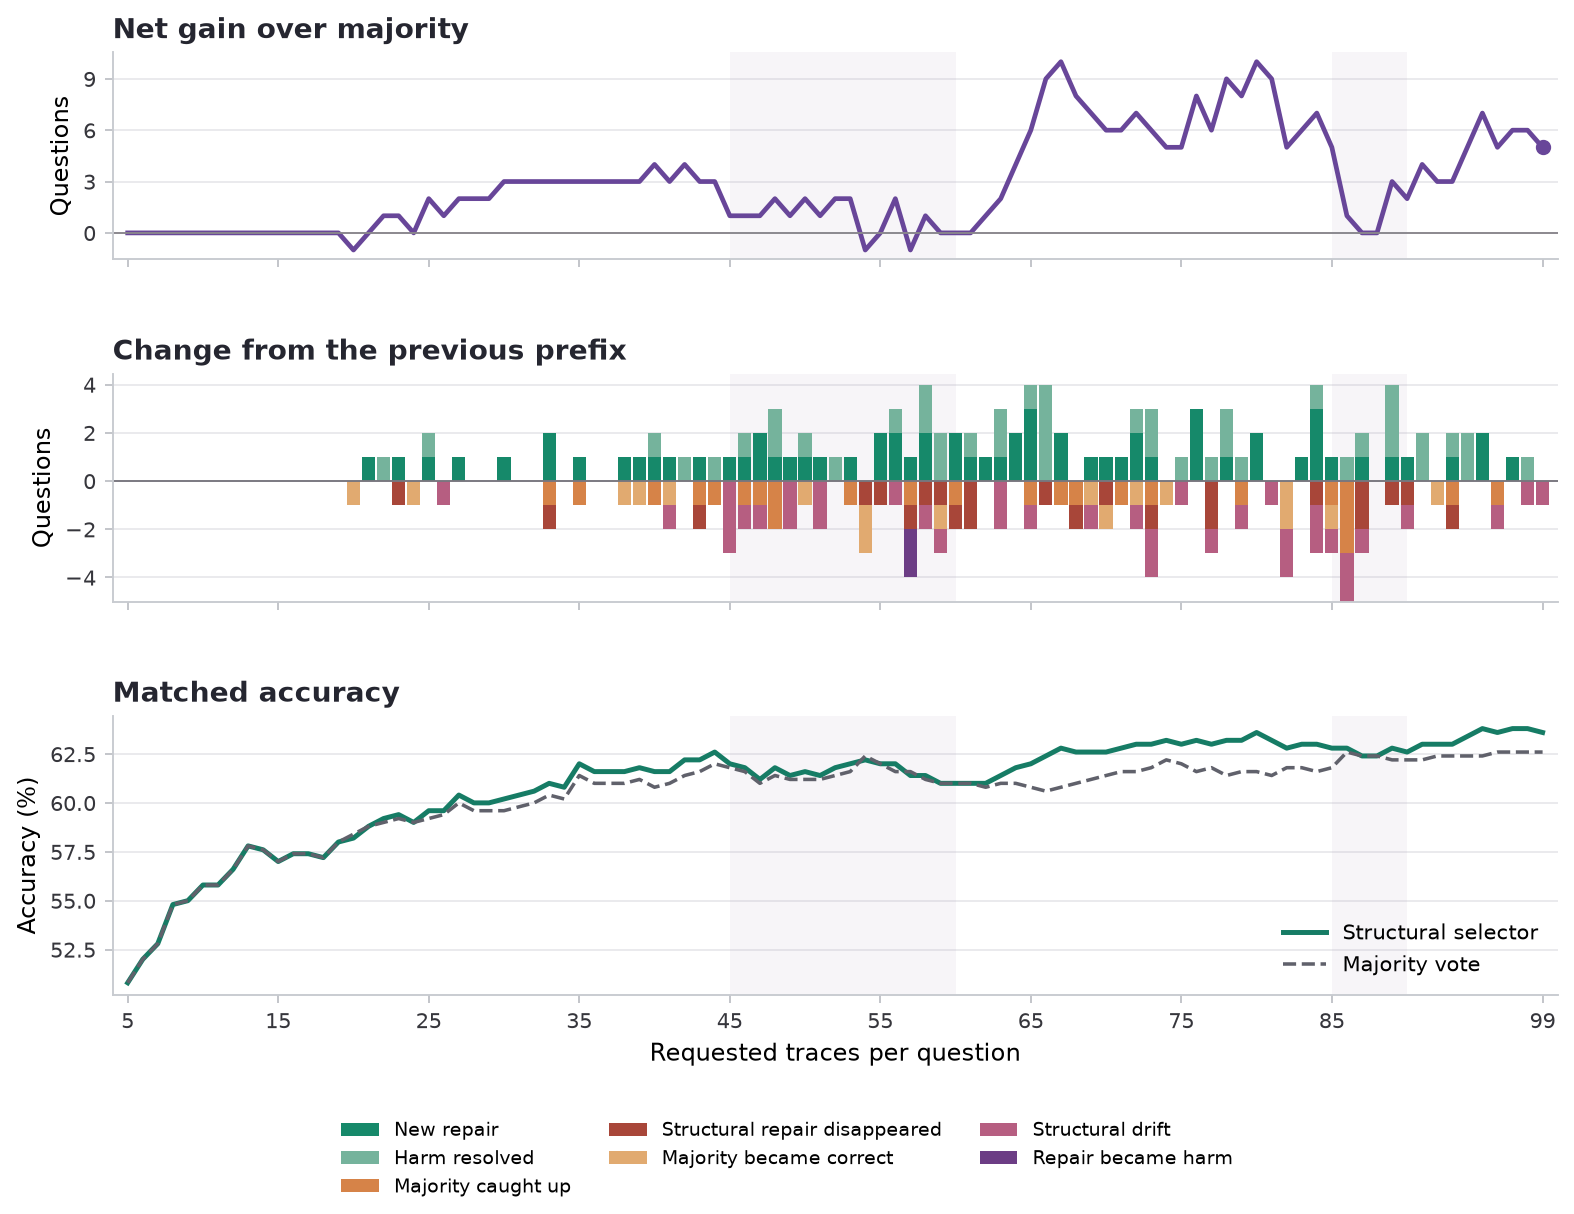 Net gain over majority
Questions
9
6
3
0
Change from the previous prefix
Questions
4
2
0
−2
−4
Matched accuracy
Accuracy (%)
62.5
60.0
57.5
55.0
52.5
Structural selector
Majority vote
5 15 25 35 45 55 65 75 85 99
Requested traces per question
New repair
Harm resolved
Majority caught up
Structural repair disappeared
Majority became correct
Structural drift
Repair became harm